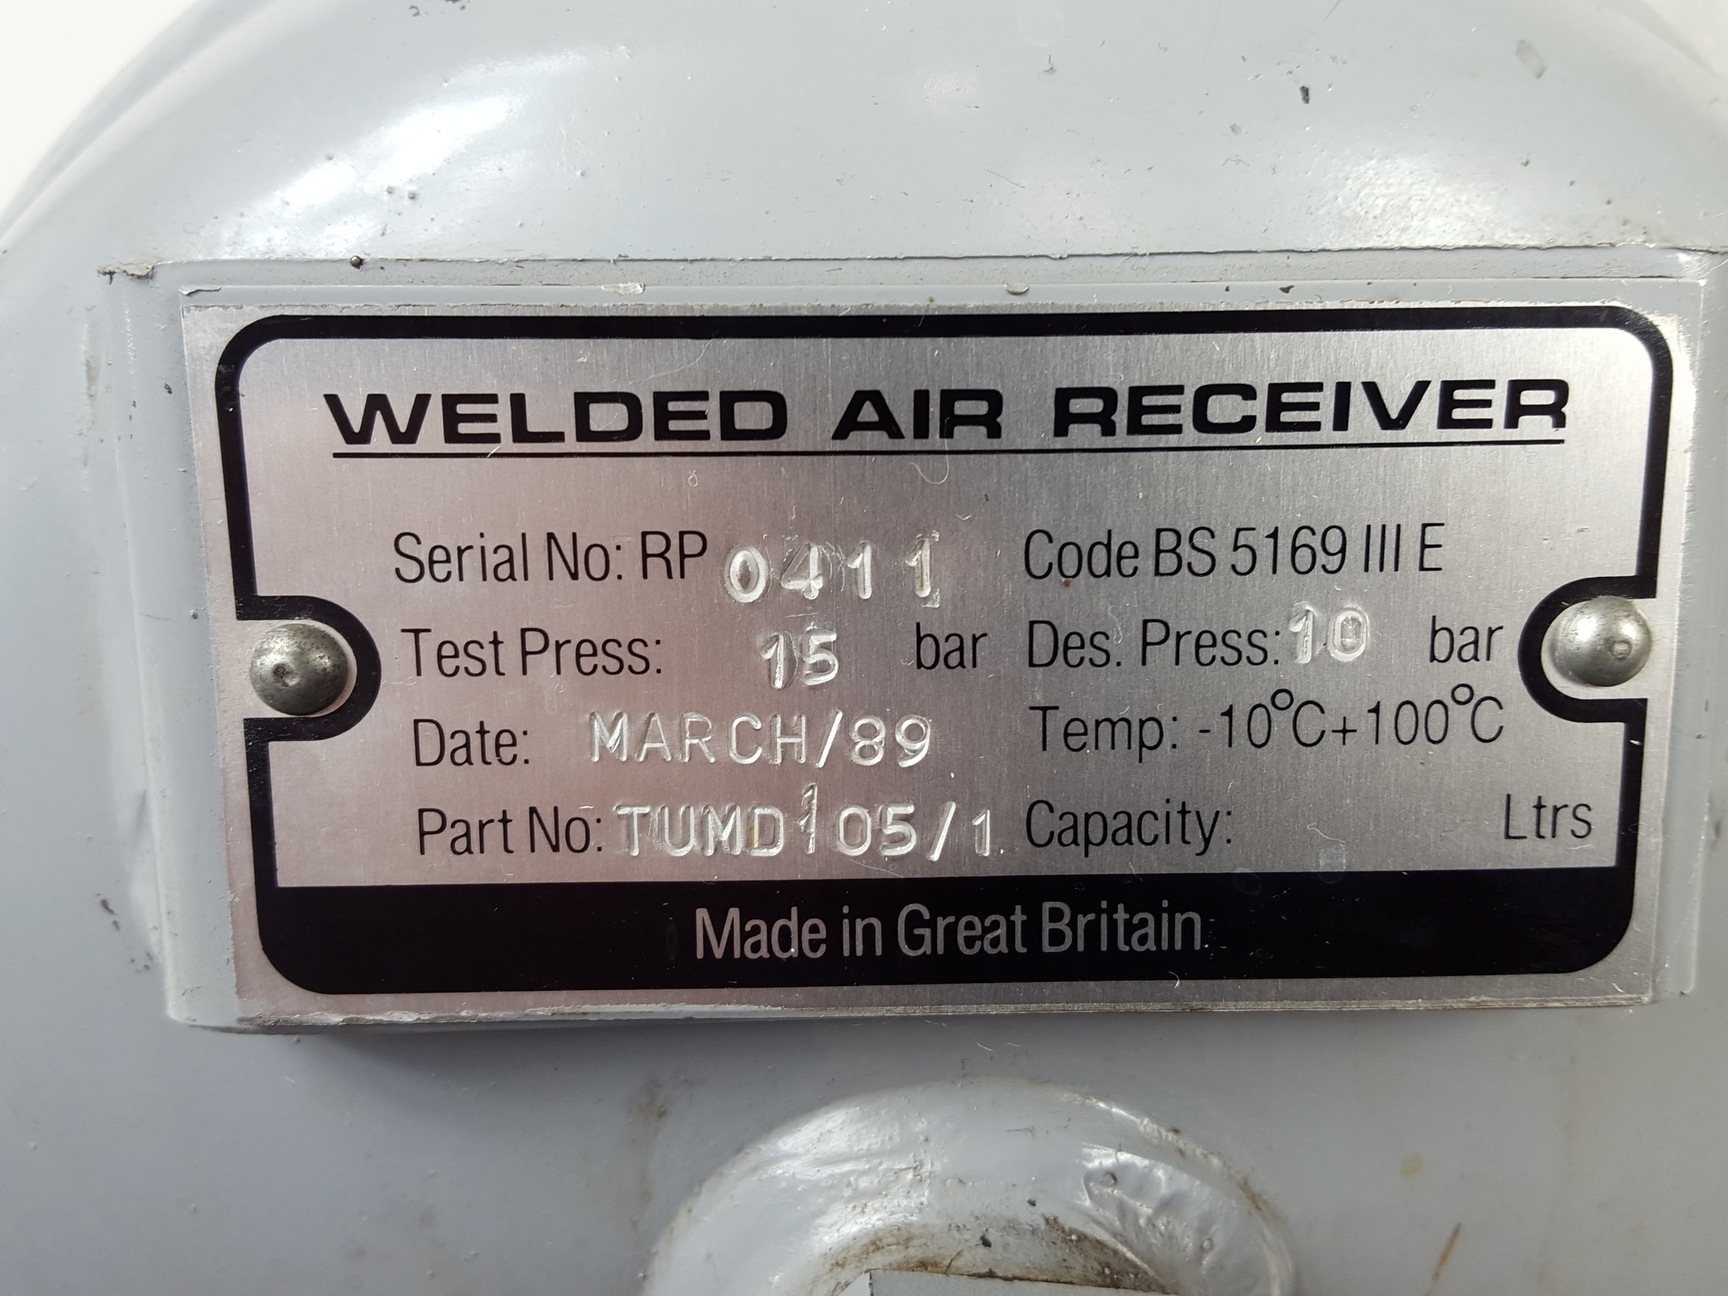 WELDED AIR RECEIVER
Serial No: RP 0411 Code BS 5169 III E
Test Press: 15 bar Des. Press: 10 bar
Date: MARCH/89 Temp: -10°C+100°C
Part No: TUMD105/1 Capacity: Ltrs
Made in Great Britain